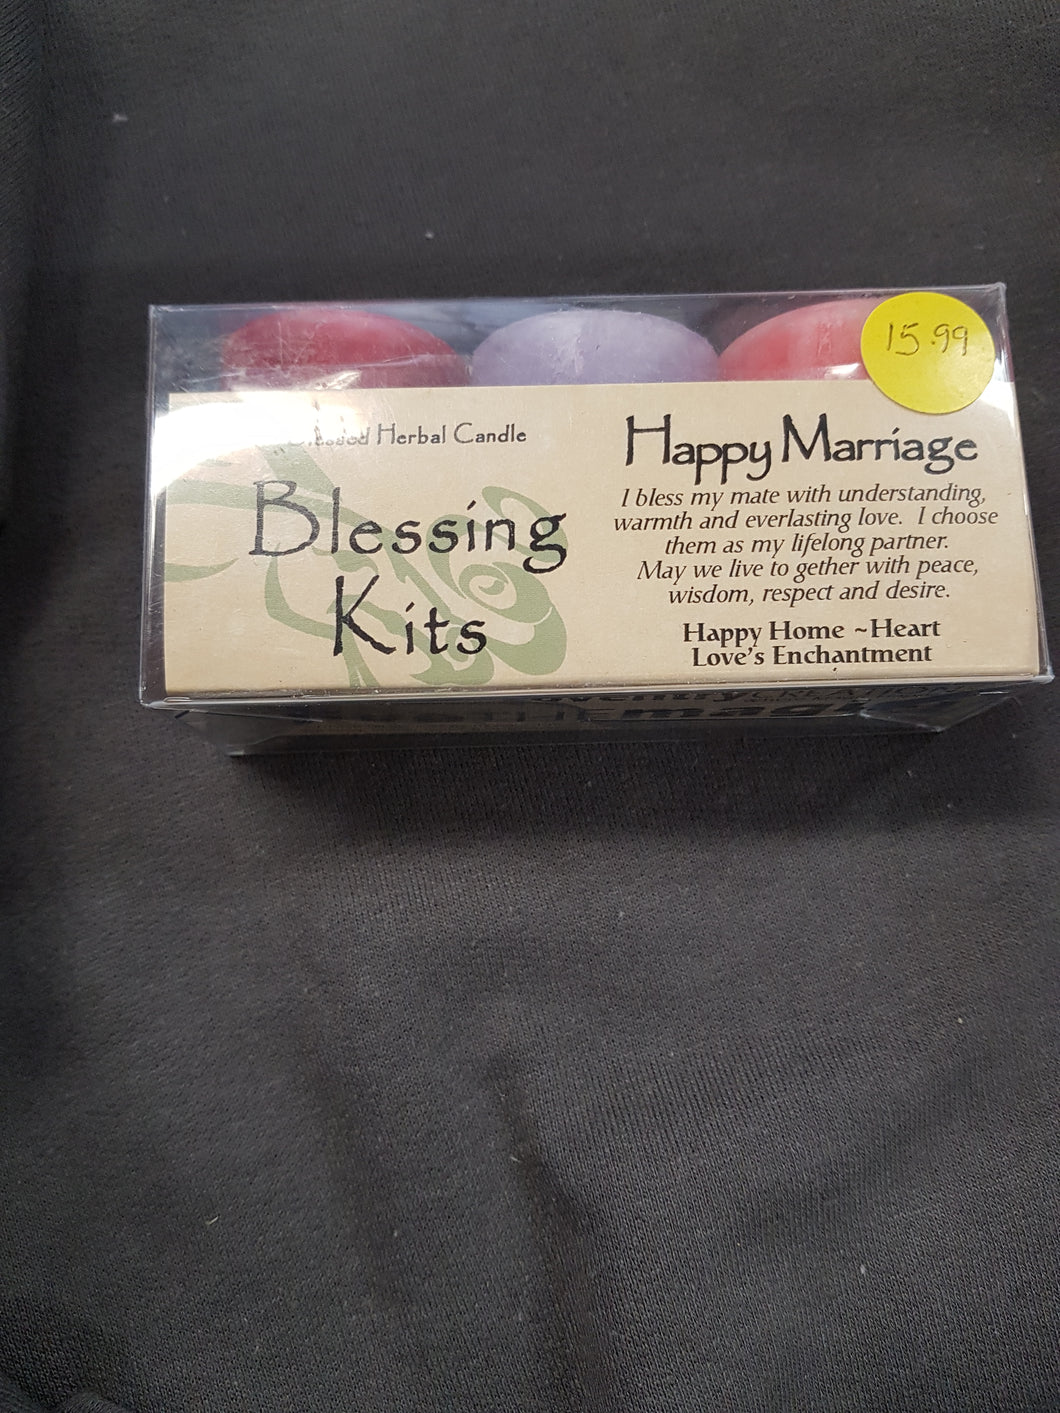 15.99
Blessed Herbal Candle
Blessing
Kits
Happy Marriage
I bless my mate with understanding,
warmth and everlasting love. I choose
them as my lifelong partner.
May we live to gether with peace,
wisdom, respect and desire.
Happy Home ~Heart
Love's Enchantment